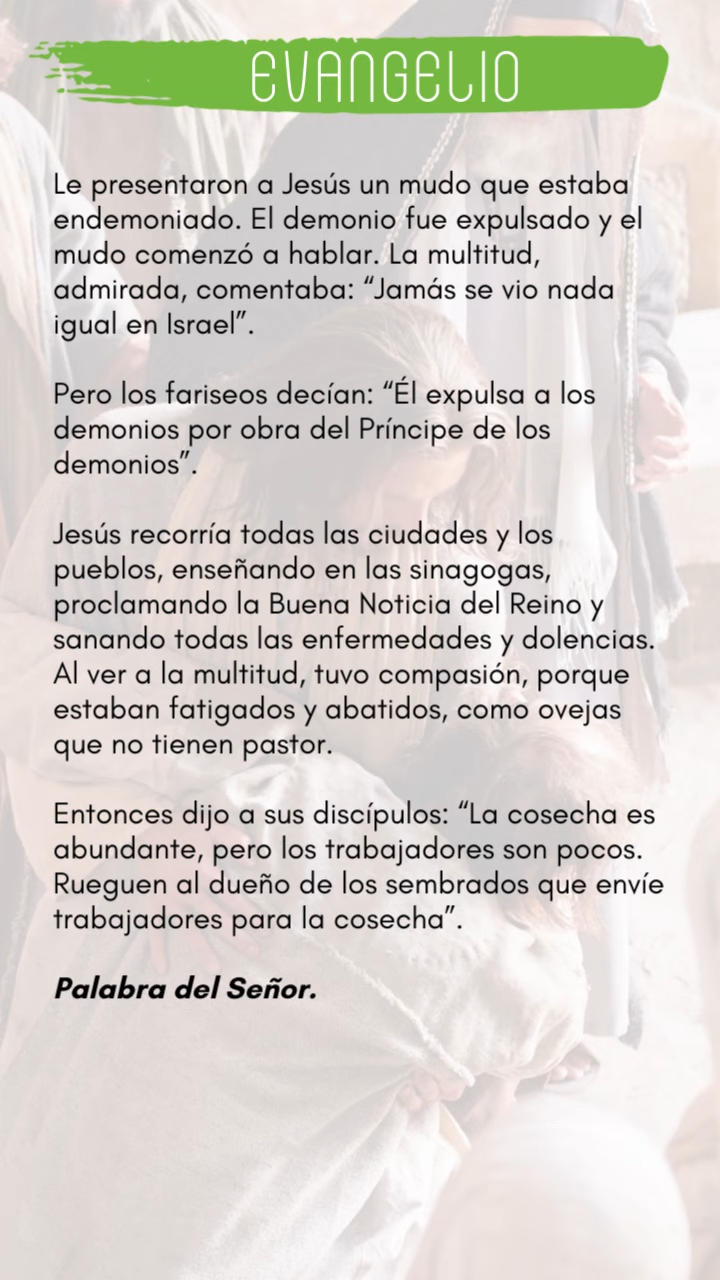 EVANGELIO
Le presentaron a Jesús un mudo que estaba
endemoniado. El demonio fue expulsado y el
mudo comenzó a hablar. La multitud,
admirada, comentaba: “Jamás se vio nada
igual en Israel”.
Pero los fariseos decían: “Él expulsa a los
demonios por obra del Príncipe de los
demonios”.
Jesús recorría todas las ciudades y los
pueblos, enseñando en las sinagogas,
proclamando la Buena Noticia del Reino y
sanando todas las enfermedades y dolencias.
Al ver a la multitud, tuvo compasión, porque
estaban fatigados y abatidos, como ovejas
que no tienen pastor.
Entonces dijo a sus discípulos: “La cosecha es
abundante, pero los trabajadores son pocos.
Rueguen al dueño de los sembrados que envíe
trabajadores para la cosecha”.
Palabra del Señor.